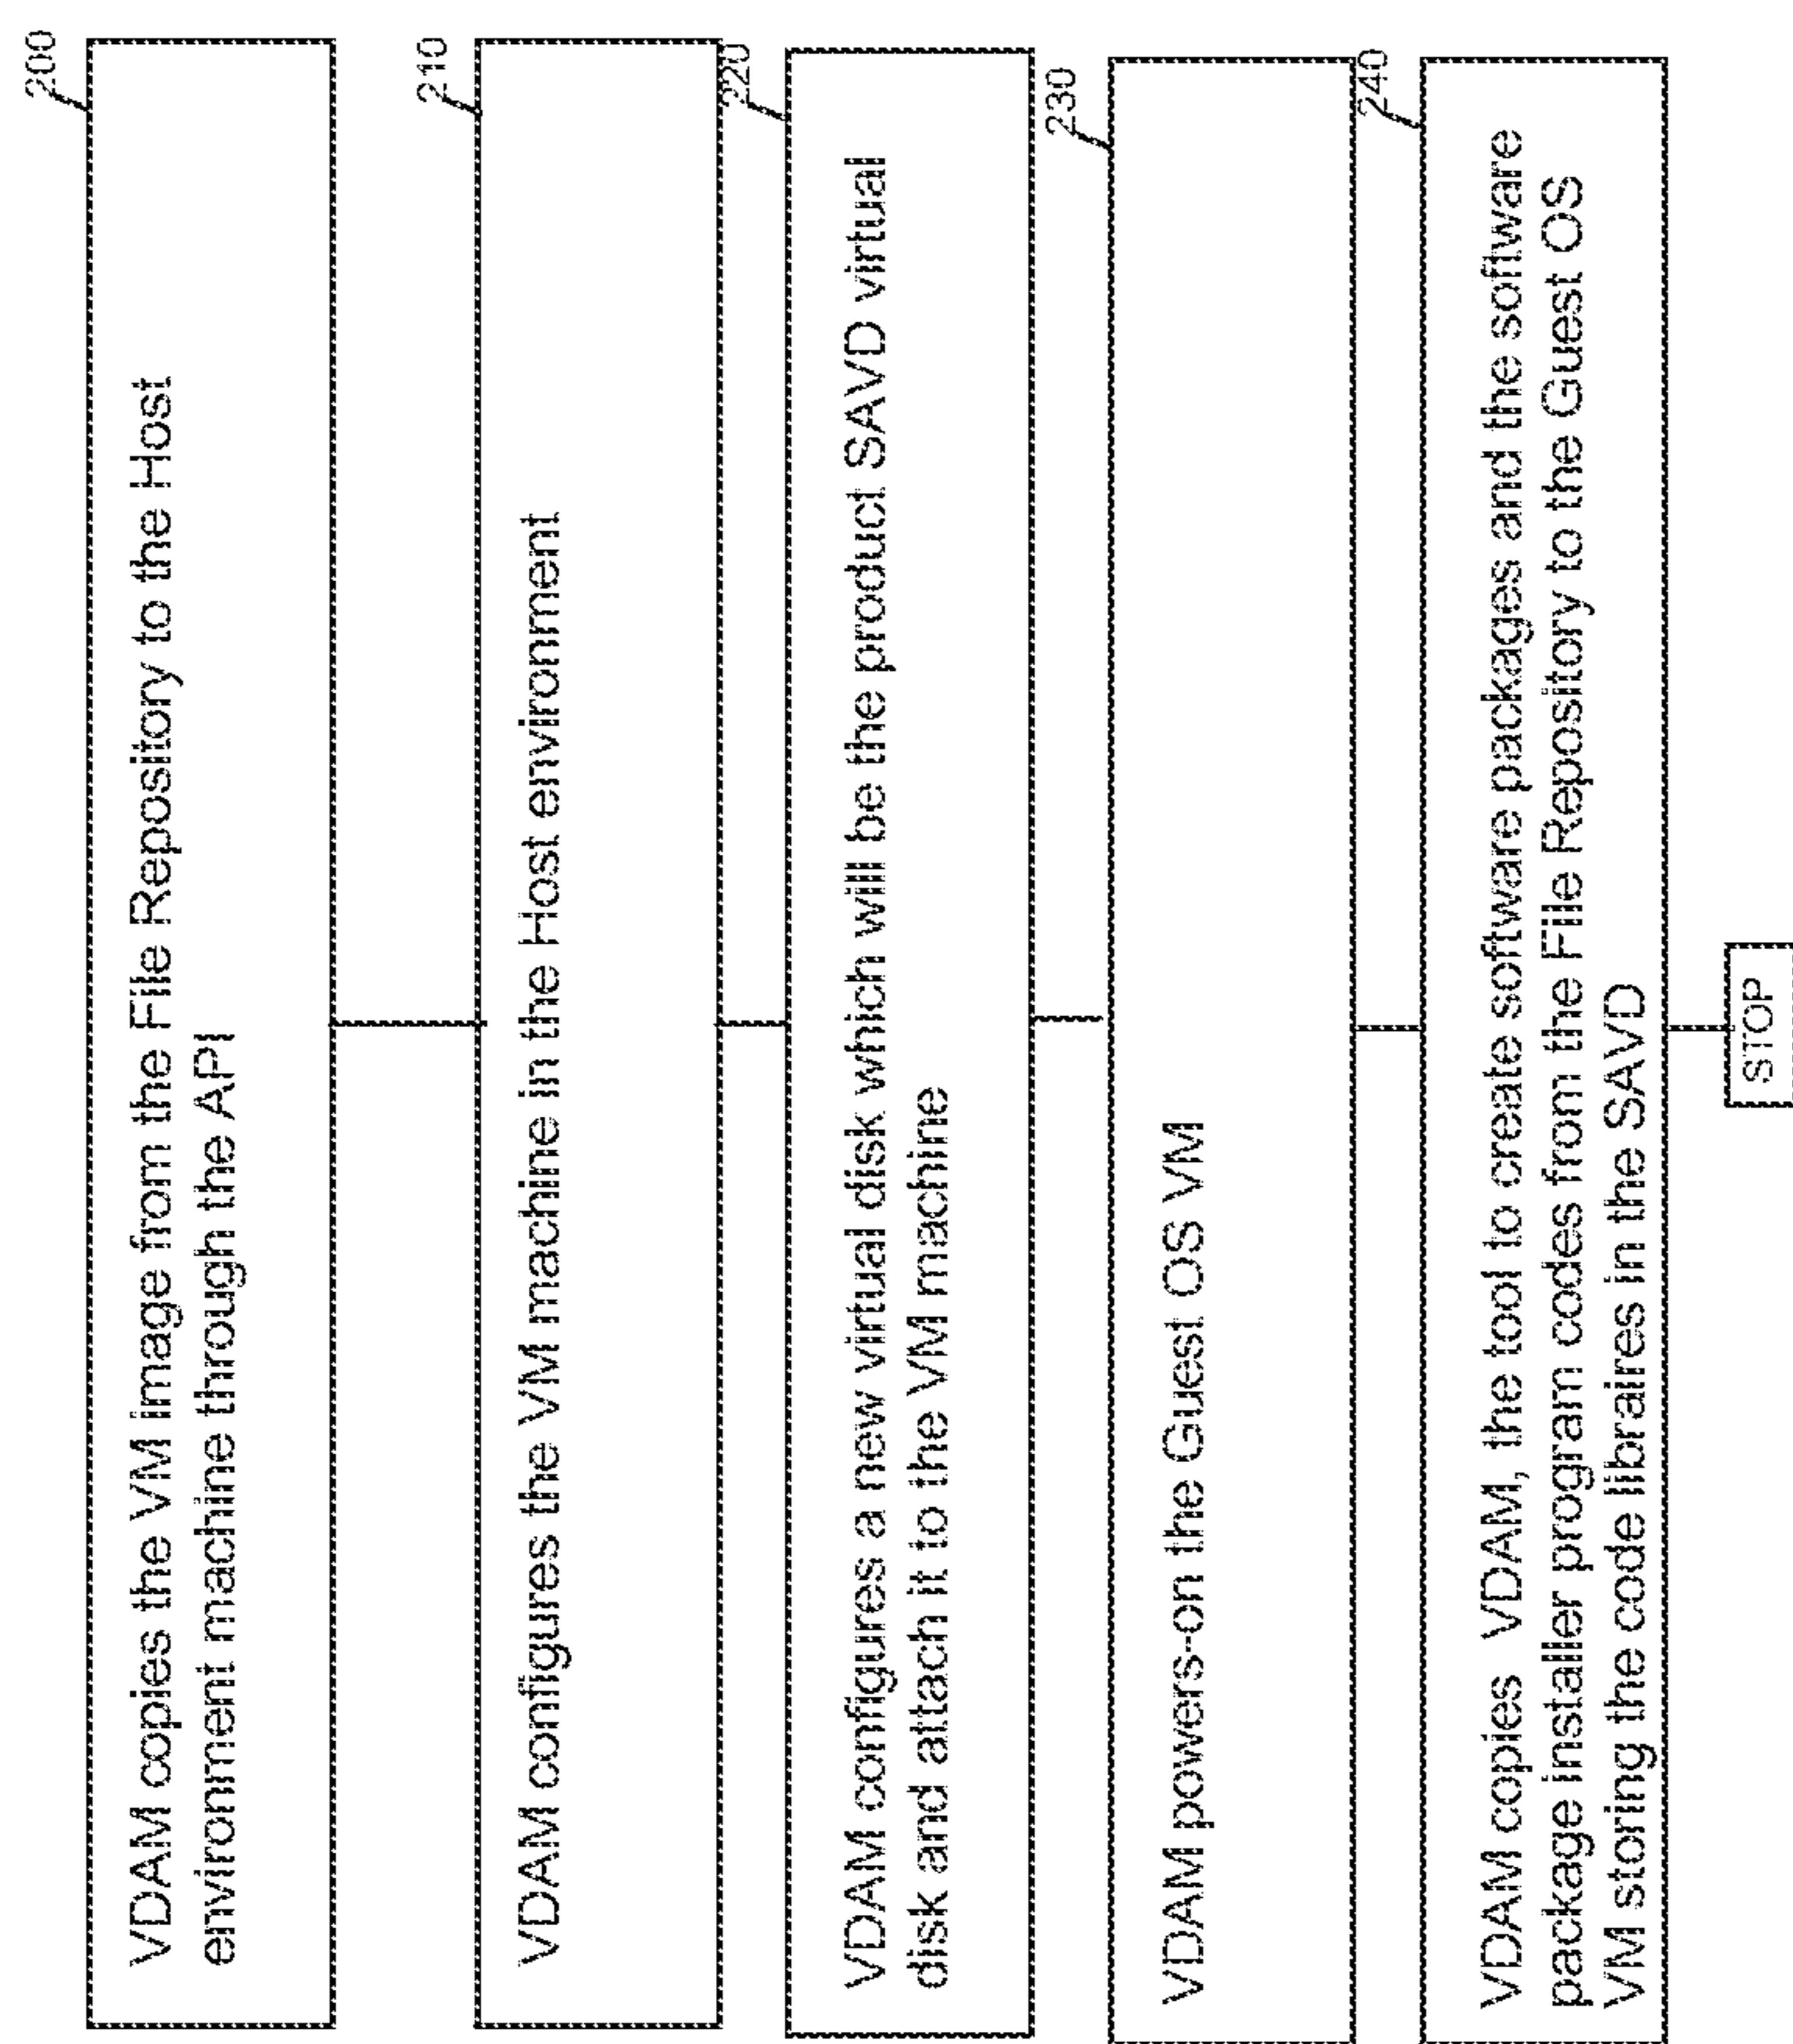 200
VDAM copies the VM image from the File Repository to the Host
environment machine through the API
210
VDAM configures the VM machine in the Host environment
220
VDAM configures a new virtual disk which will be the product SAVD virtual
disk and attach it to the VM machine
230
VDAM powers-on the Guest OS VM
240
VDAM copies VDAM, the tool to create software packages and the software
package installer program codes from the File Repository to the Guest OS
VM storing the code libraires in the SAVD
STOP